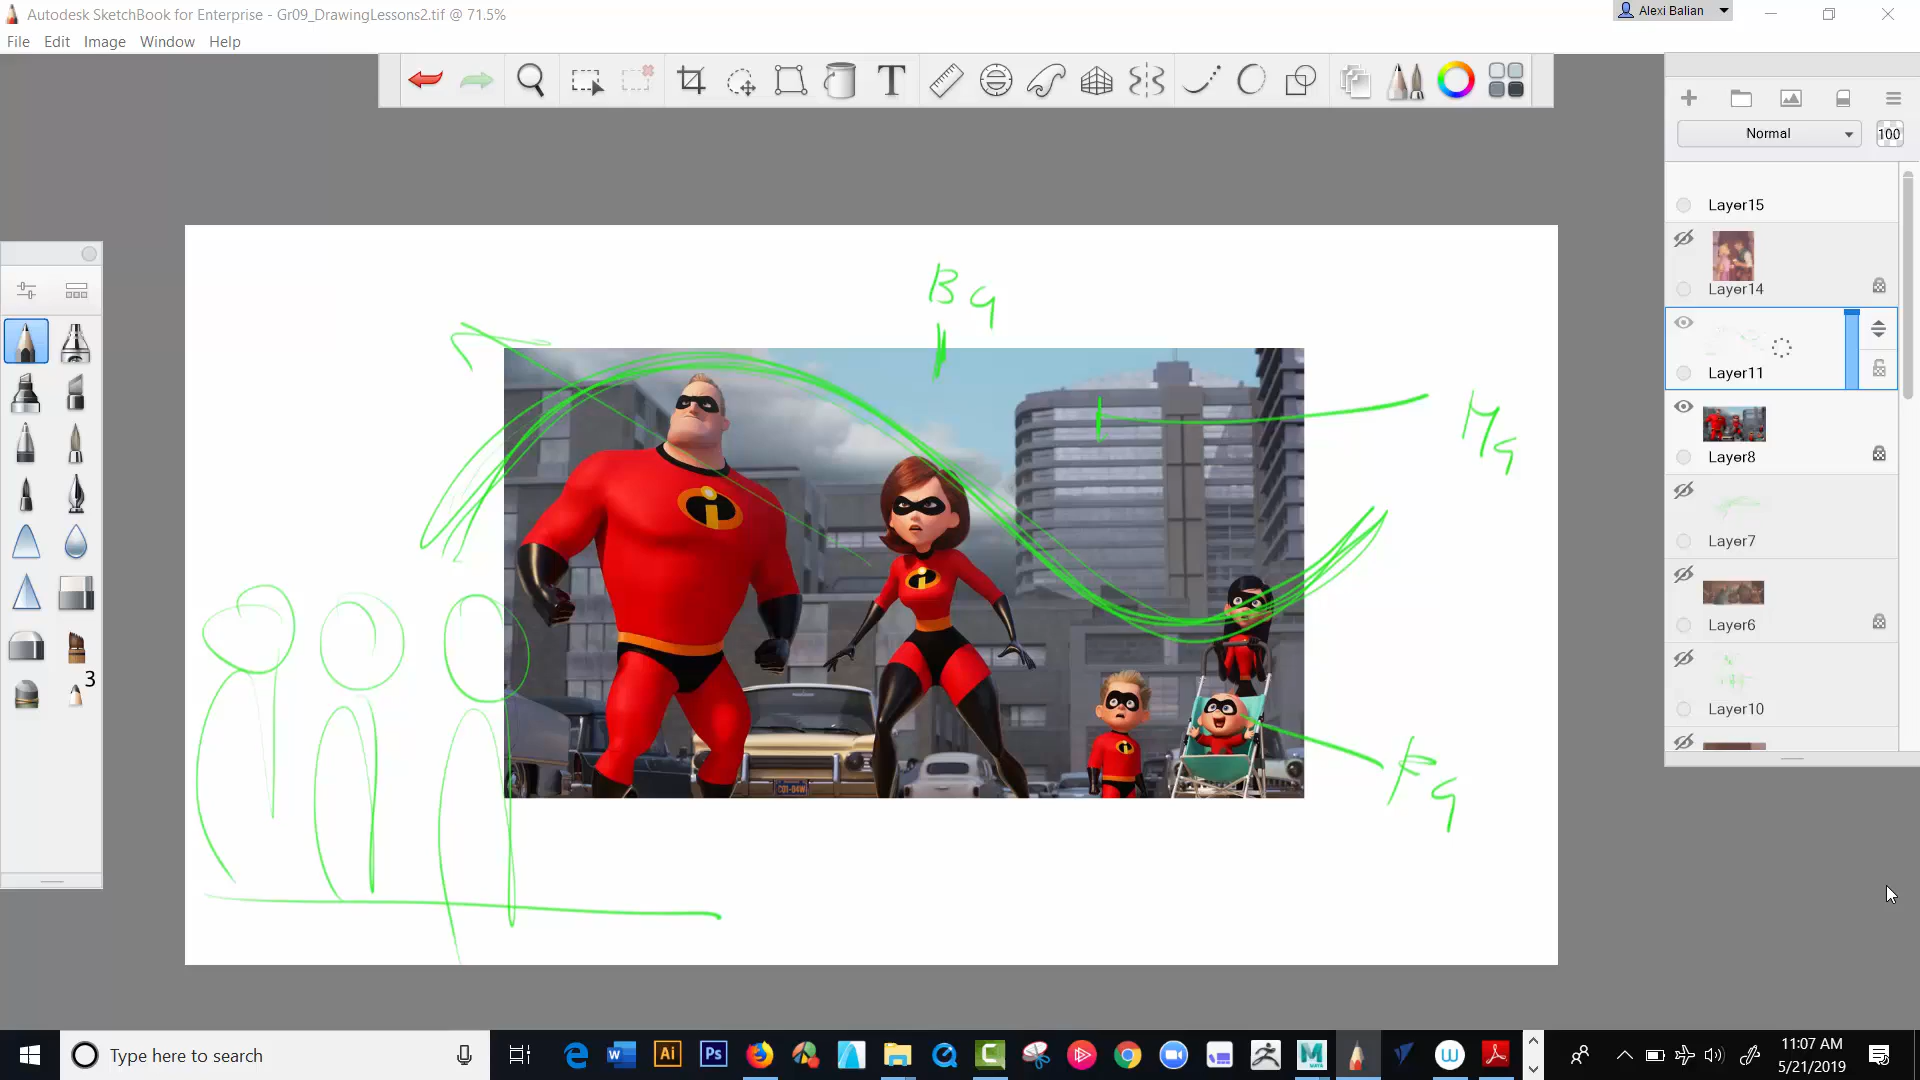 Autodesk SketchBook for Enterprise - Gr09_DrawingLessons2.tif @ 71.5%
Alexi Balian
File Edit Image Window Help
T
Normal
100
Layer15
Layer14
Layer11
Layer8
Layer7
Layer6
Layer10
3
Bg
Mg
Fg
i
i
i
Type here to search
Ai
Ps
11:07 AM
5/21/2019